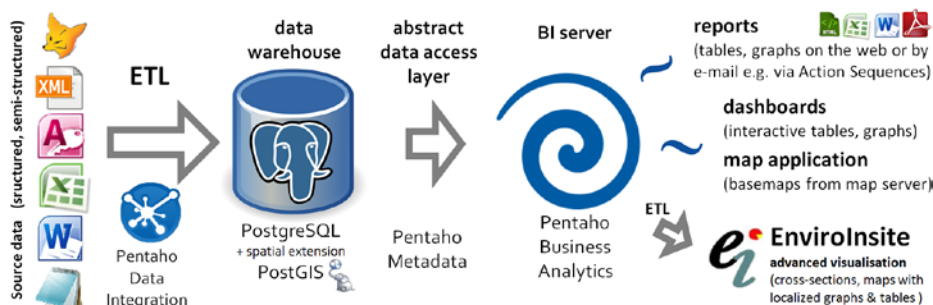 Source data
(sructured, semi-structured)
XML
A
X
W
ETL
Pentaho
Data
Integration
data
warehouse
PostgreSQL
+ spatial extension
PostGIS
abstract
data access
layer
Pentaho
Metadata
BI server
Pentaho
Business
Analytics
reports
HTML
X
W
(tables, graphs on the web or by
e-mail e.g. via Action Sequences)
dashboards
(interactive tables, graphs)
map application
(basemaps from map server)
ETL
ei
EnviroInsite
advanced visualisation
(cross-sections, maps with
localized graphs & tables )